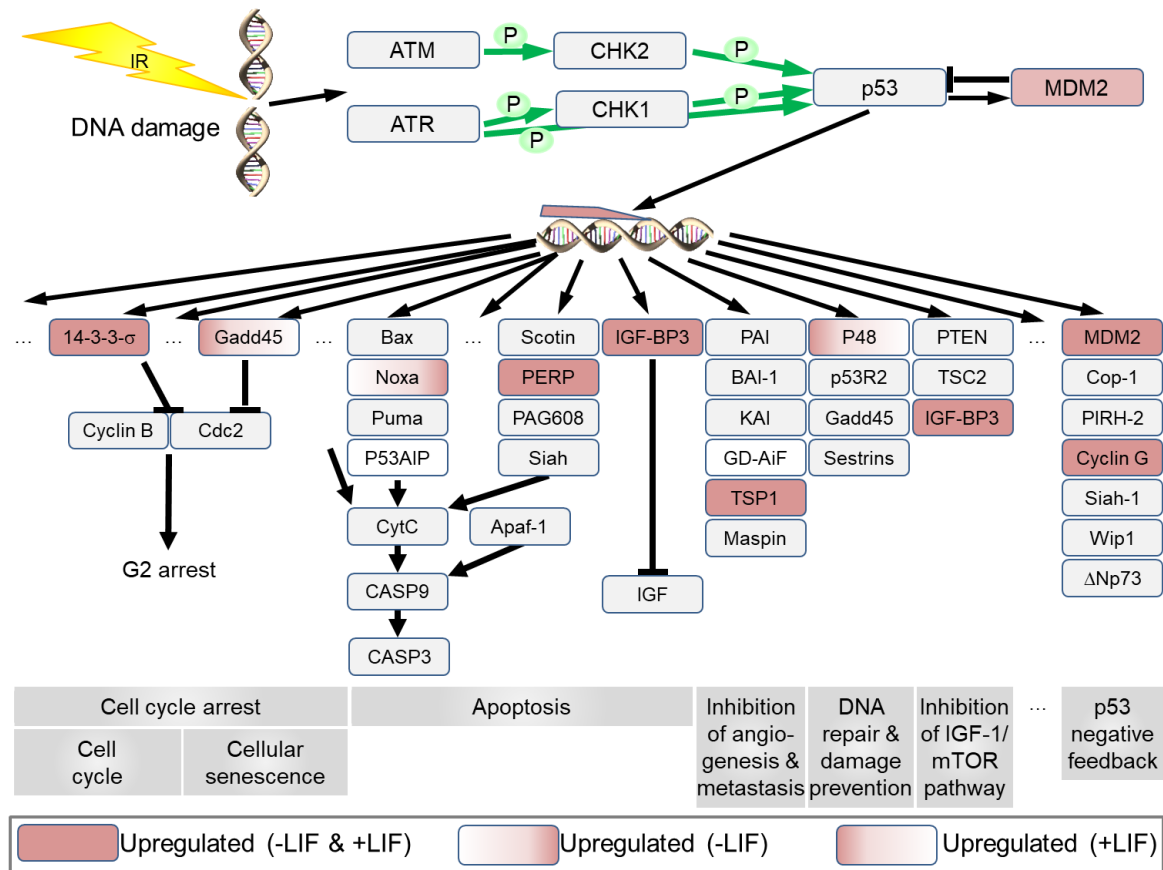 IR
DNA damage
ATM
P
CHK2
P
ATR
P
CHK1
P
P
p53
MDM2
...
14-3-3-σ
...
Gadd45
...
Bax
...
Scotin
IGF-BP3
PAI
P48
PTEN
...
MDM2
Noxa
PERP
BAI-1
p53R2
TSC2
Cop-1
Puma
PAG608
KAI
Gadd45
IGF-BP3
PIRH-2
Cyclin B
Cdc2
P53AIP
Siah
GD-AiF
Sestrins
Cyclin G
TSP1
Siah-1
CytC
Apaf-1
Maspin
Wip1
G2 arrest
CASP9
IGF
ΔNp73
CASP3
Cell cycle arrest
Cell
cycle
Cellular
senescence
Apoptosis
Inhibition
of angio-
genesis &
metastasis
DNA
repair &
damage
prevention
Inhibition
of IGF-1/
mTOR
pathway
...
p53
negative
feedback
Upregulated (-LIF & +LIF)
Upregulated (-LIF)
Upregulated (+LIF)